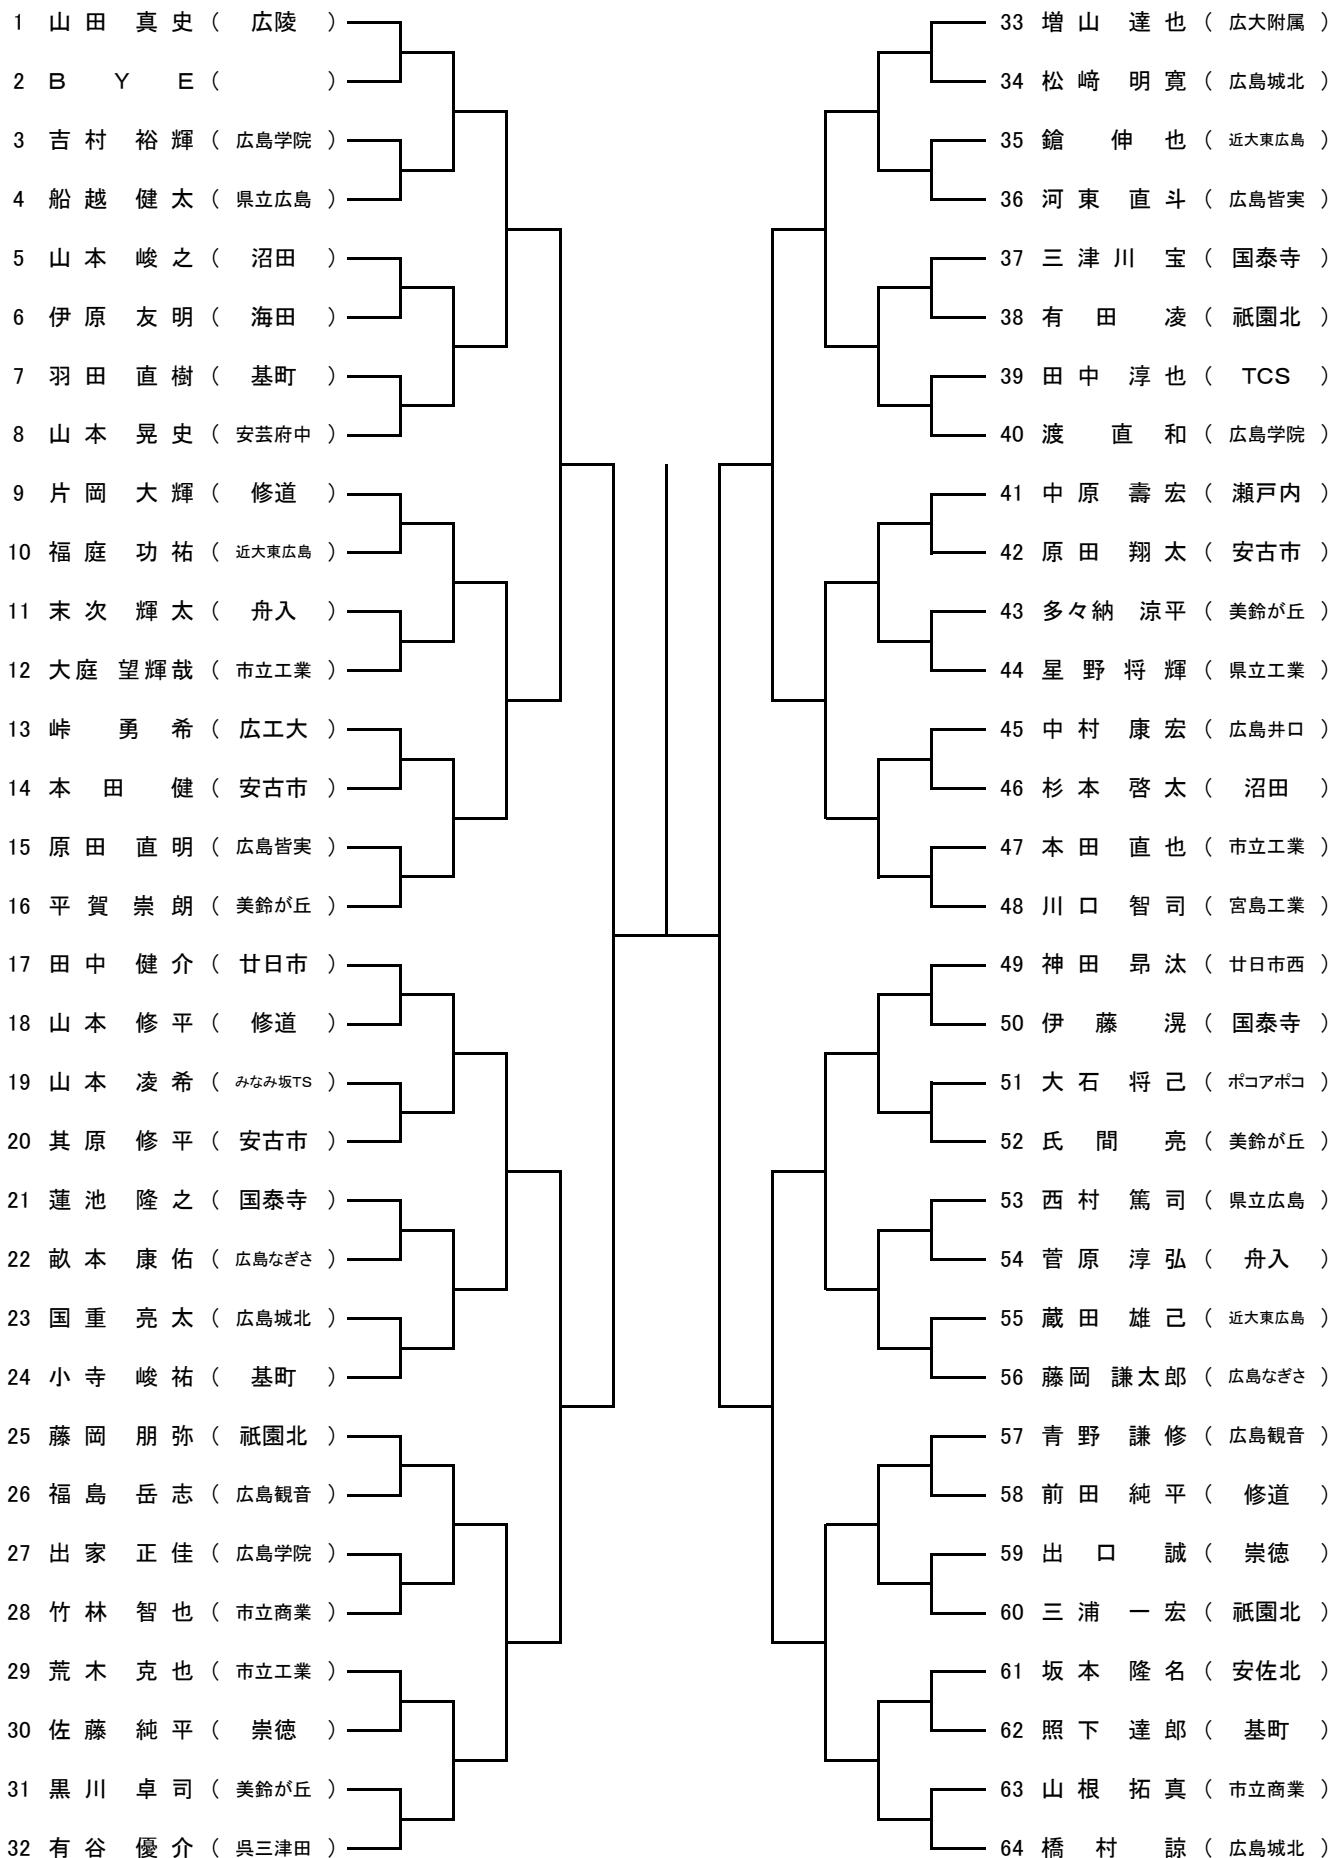 1 山田 真史 ( 広陵 )
2 B Y E ( )
3 吉村 裕輝 ( 広島学院 )
4 船越 健太 ( 県立広島 )
5 山本 峻之 ( 沼田 )
6 伊原 友明 ( 海田 )
7 羽田 直樹 ( 基町 )
8 山本 晃史 ( 安芸府中 )
9 片岡 大輝 ( 修道 )
10 福庭 功祐 ( 近大東広島 )
11 末次 輝太 ( 舟入 )
12 大庭 望輝哉 ( 市立工業 )
13 峠 勇希 ( 広工大 )
14 本田 健 ( 安古市 )
15 原田 直明 ( 広島皆実 )
16 平賀 崇朗 ( 美鈴が丘 )
17 田中 健介 ( 廿日市 )
18 山本 修平 ( 修道 )
19 山本 凌希 ( みなみ坂TS )
20 其原 修平 ( 安古市 )
21 蓮池 隆之 ( 国泰寺 )
22 畝本 康佑 ( 広島なぎさ )
23 国重 亮太 ( 広島城北 )
24 小寺 峻祐 ( 基町 )
25 藤岡 朋弥 ( 祇園北 )
26 福島 岳志 ( 広島観音 )
27 出家 正佳 ( 広島学院 )
28 竹林 智也 ( 市立商業 )
29 荒木 克也 ( 市立工業 )
30 佐藤 純平 ( 崇徳 )
31 黒川 卓司 ( 美鈴が丘 )
32 有谷 優介 ( 呉三津田 )
33 増山 達也 ( 広大附属 )
34 松﨑 明寛 ( 広島城北 )
35 鎗 伸也 ( 近大東広島 )
36 河東 直斗 ( 広島皆実 )
37 三津川 宝 ( 国泰寺 )
38 有田 凌 ( 祇園北 )
39 田中 淳也 ( TCS )
40 渡 直和 ( 広島学院 )
41 中原 壽宏 ( 瀬戸内 )
42 原田 翔太 ( 安古市 )
43 多々納 涼平 ( 美鈴が丘 )
44 星野 将輝 ( 県立工業 )
45 中村 康宏 ( 広島井口 )
46 杉本 啓太 ( 沼田 )
47 本田 直也 ( 市立工業 )
48 川口 智司 ( 宮島工業 )
49 神田 昂汰 ( 廿日市西 )
50 伊藤 滉 ( 国泰寺 )
51 大石 将己 ( ポコアポコ )
52 氏間 亮 ( 美鈴が丘 )
53 西村 篤司 ( 県立広島 )
54 菅原 淳弘 ( 舟入 )
55 蔵田 雄己 ( 近大東広島 )
56 藤岡 謙太郎 ( 広島なぎさ )
57 青野 謙修 ( 広島観音 )
58 前田 純平 ( 修道 )
59 出口 誠 ( 崇徳 )
60 三浦 一宏 ( 祇園北 )
61 坂本 隆名 ( 安佐北 )
62 照下 達郎 ( 基町 )
63 山根 拓真 ( 市立商業 )
64 橋村 諒 ( 広島城北 )